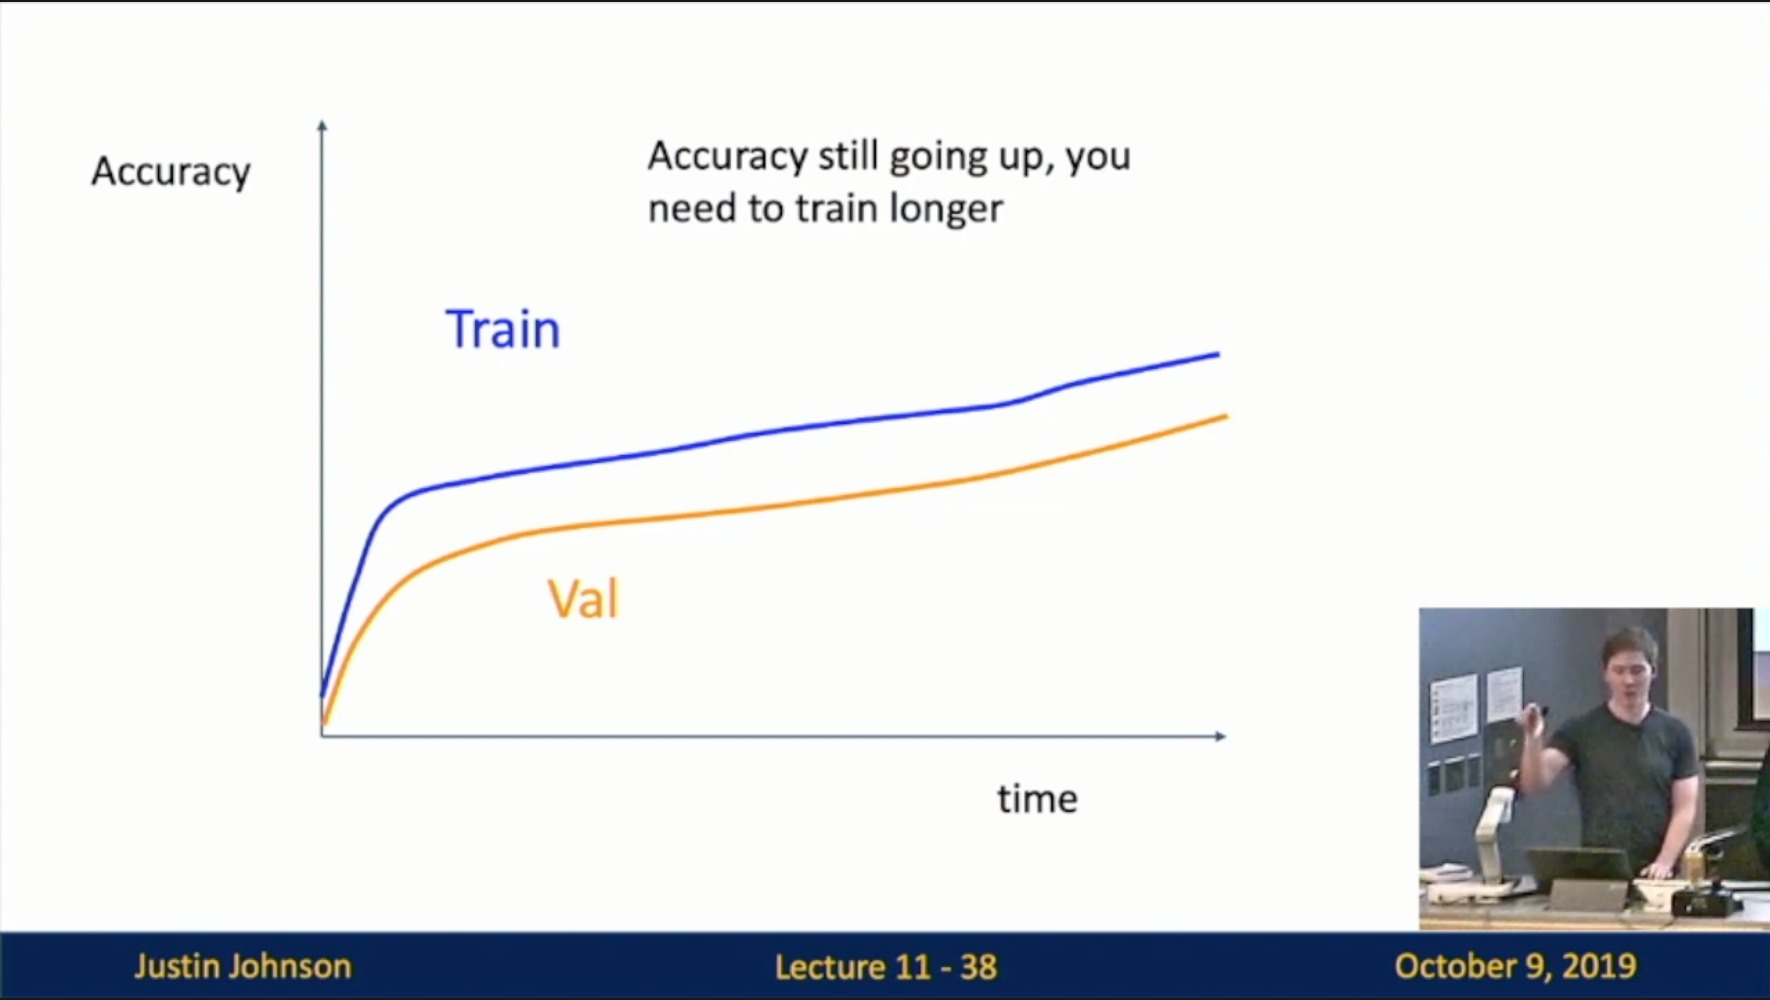 Accuracy
Accuracy still going up, you
need to train longer
Train
Val
time
Justin Johnson
Lecture 11 - 38
October 9, 2019